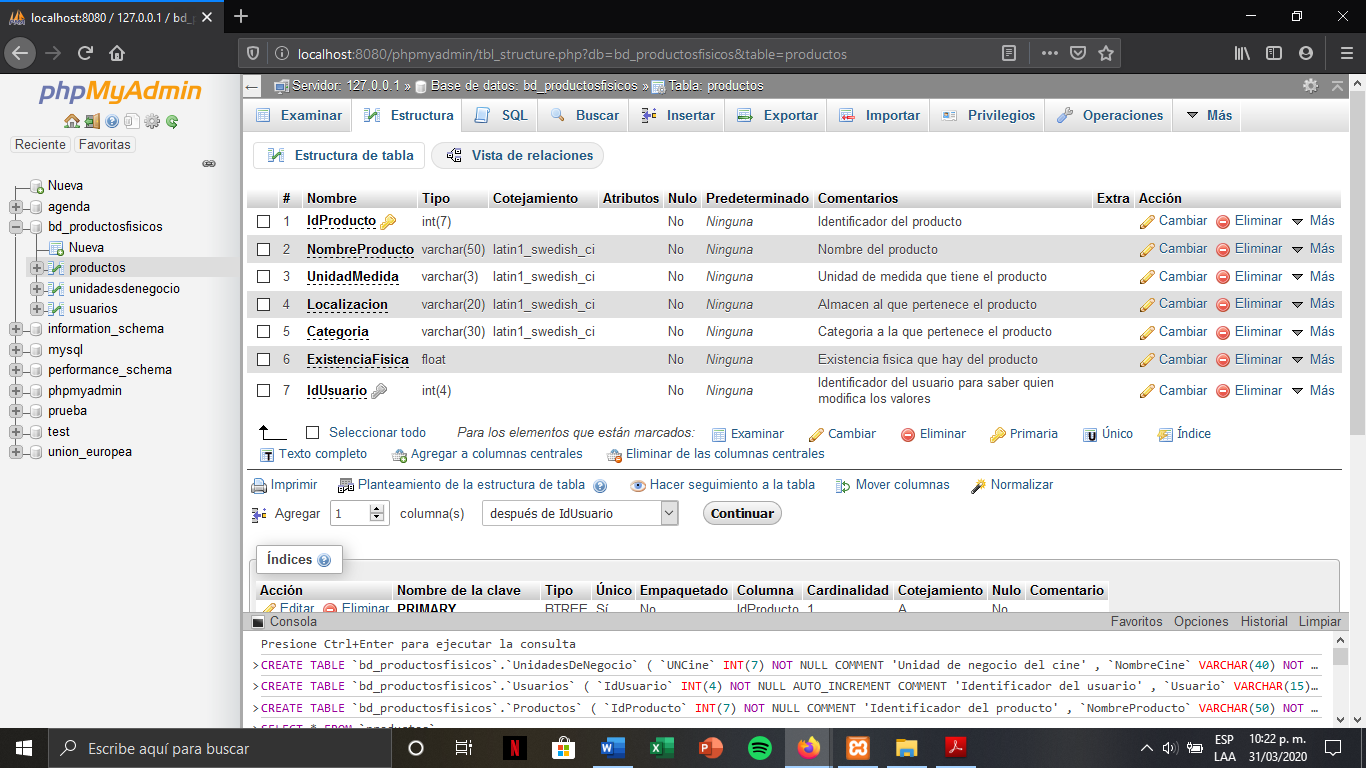 localhost:8080 / 127.0.0.1 / bd_
localhost:8080/phpmyadmin/tbl_structure.php?db=bd_productosfisicos&table=productos
phpMyAdmin
Reciente Favoritas
Nueva
agenda
bd_productosfisicos
Nueva
productos
unidadesdenegocio
usuarios
information_schema
mysql
performance_schema
phpmyadmin
prueba
test
union_europea
Servidor: 127.0.0.1 » Base de datos: bd_productosfisicos » Tabla: productos
Examinar Estructura SQL Buscar Insertar Exportar Importar Privilegios Operaciones Más
Estructura de tabla Vista de relaciones
# Nombre Tipo Cotejamiento Atributos Nulo Predeterminado Comentarios Extra Acción
1 IdProducto int(7) No Ninguna Identificador del producto Cambiar Eliminar Más
2 NombreProducto varchar(50) latin1_swedish_ci No Ninguna Nombre del producto Cambiar Eliminar Más
3 UnidadMedida varchar(3) latin1_swedish_ci No Ninguna Unidad de medida que tiene el producto Cambiar Eliminar Más
4 Localizacion varchar(20) latin1_swedish_ci No Ninguna Almacen al que pertenece el producto Cambiar Eliminar Más
5 Categoria varchar(30) latin1_swedish_ci No Ninguna Categoria a la que pertenece el producto Cambiar Eliminar Más
6 ExistenciaFisica float No Ninguna Existencia fisica que hay del producto Cambiar Eliminar Más
7 IdUsuario int(4) No Ninguna Identificador del usuario para saber quien Cambiar Eliminar Más
modifica los valores
Seleccionar todo Para los elementos que están marcados: Examinar Cambiar Eliminar Primaria Único Índice
Texto completo Agregar a columnas centrales Eliminar de las columnas centrales
Imprimir Planteamiento de la estructura de tabla Hacer seguimiento a la tabla Mover columnas Normalizar
Agregar 1 columna(s) después de IdUsuario Continuar
Índices
Acción Nombre de la clave Tipo Único Empaquetado Columna Cardinalidad Cotejamiento Nulo Comentario
Editar Eliminar PRIMARY BTREE Sí No IdProducto 1 A No
Consola Favoritos Opciones Historial Limpiar
Presione Ctrl+Enter para ejecutar la consulta
>CREATE TABLE `bd_productosfisicos`.`UnidadesDeNegocio` ( `UNCine` INT(7) NOT NULL COMMENT 'Unidad de negocio del cine' , `NombreCine` VARCHAR(40) NOT …
>CREATE TABLE `bd_productosfisicos`.`Usuarios` ( `IdUsuario` INT(4) NOT NULL AUTO_INCREMENT COMMENT 'Identificador del usuario' , `Usuario` VARCHAR(15)…
>CREATE TABLE `bd_productosfisicos`.`Productos` ( `IdProducto` INT(7) NOT NULL COMMENT 'Identificador del producto' , `NombreProducto` VARCHAR(50) NOT …
>SELECT * FROM `productos`
Escribe aquí para buscar
ESP
LAA
10:22 p. m.
31/03/2020